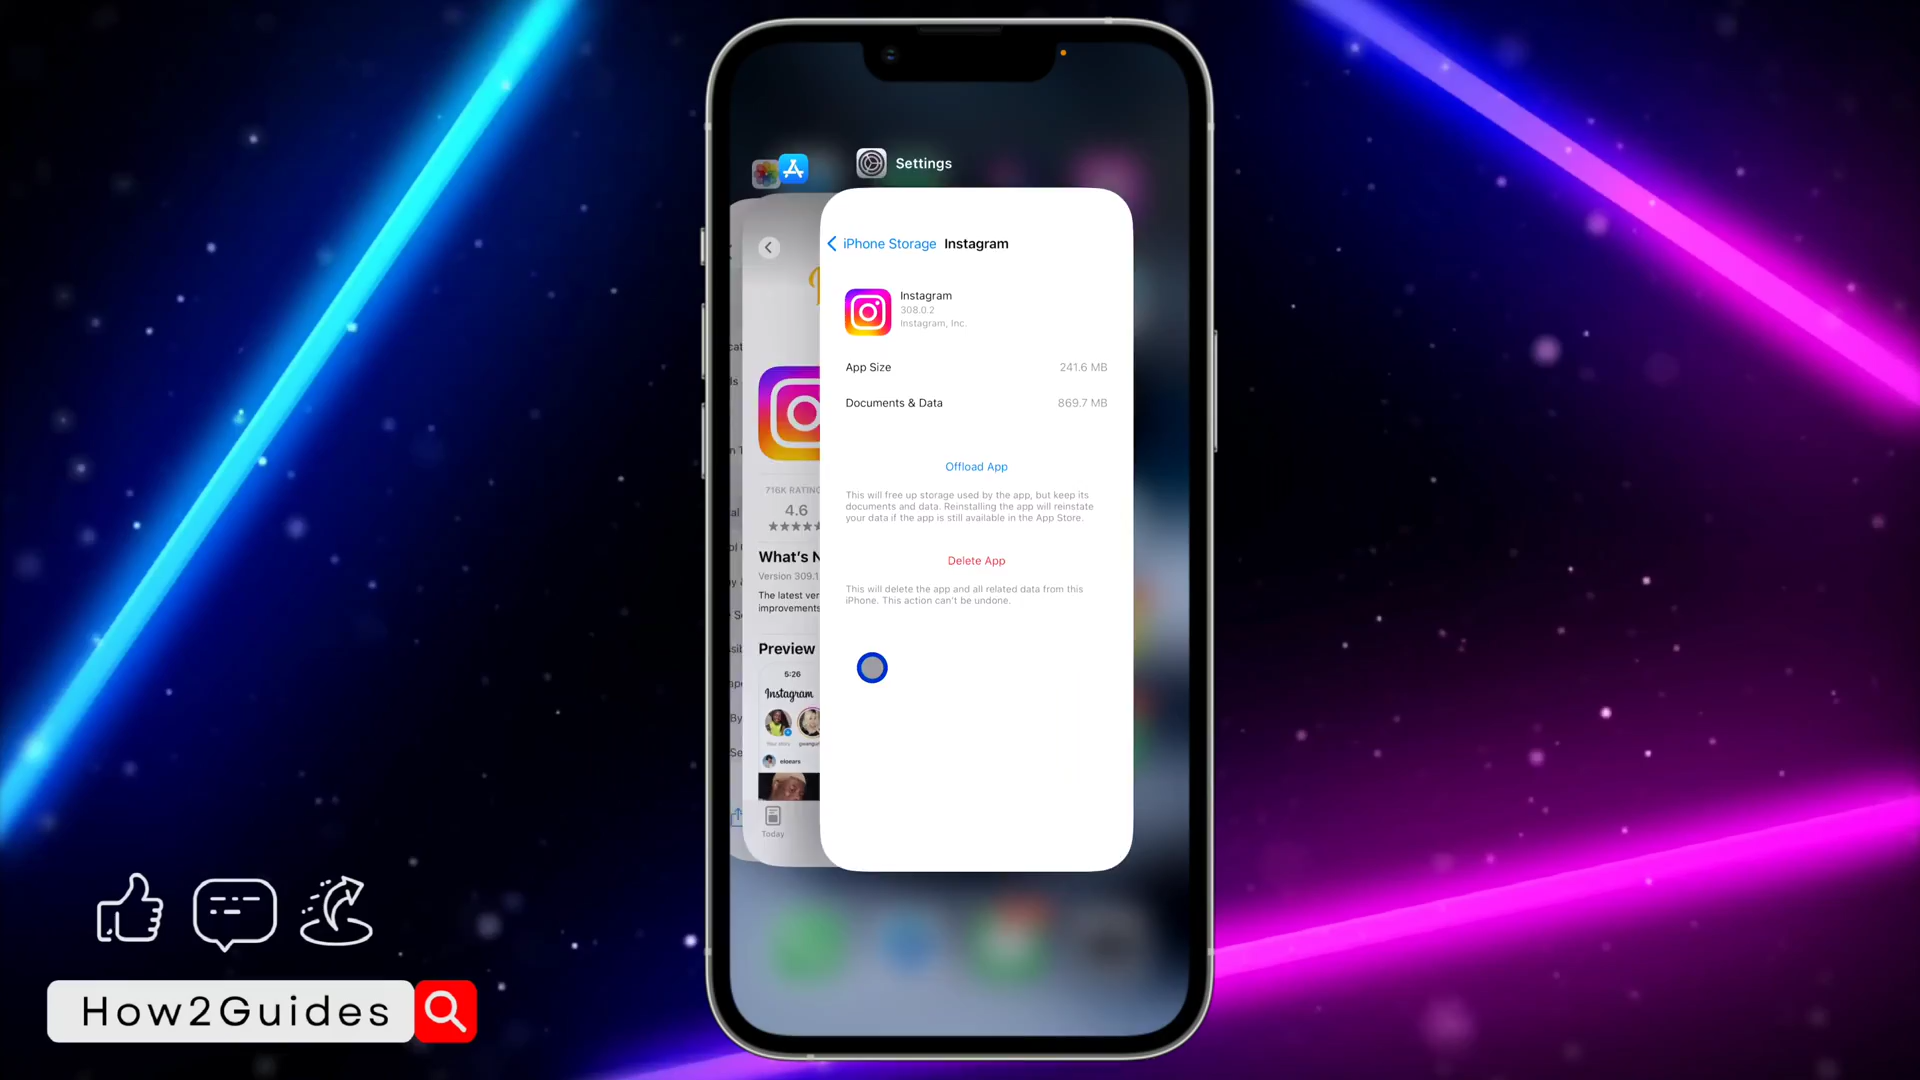 Settings
iPhone Storage Instagram
Instagram
308.0.2
Instagram, Inc.
App Size 241.6 MB
Documents & Data 869.7 MB
Offload App
This will free up storage used by the app, but keep its
documents and data. Reinstalling the app will reinstate
your data if the app is still available in the App Store.
Delete App
This will delete the app and all related data from this
iPhone. This action can't be undone.
716K RATING
4.6
What's N
Version 309.1
The latest ver
improvements
Preview
5:26
Instagram
Your story
eloears
Today
How2Guides